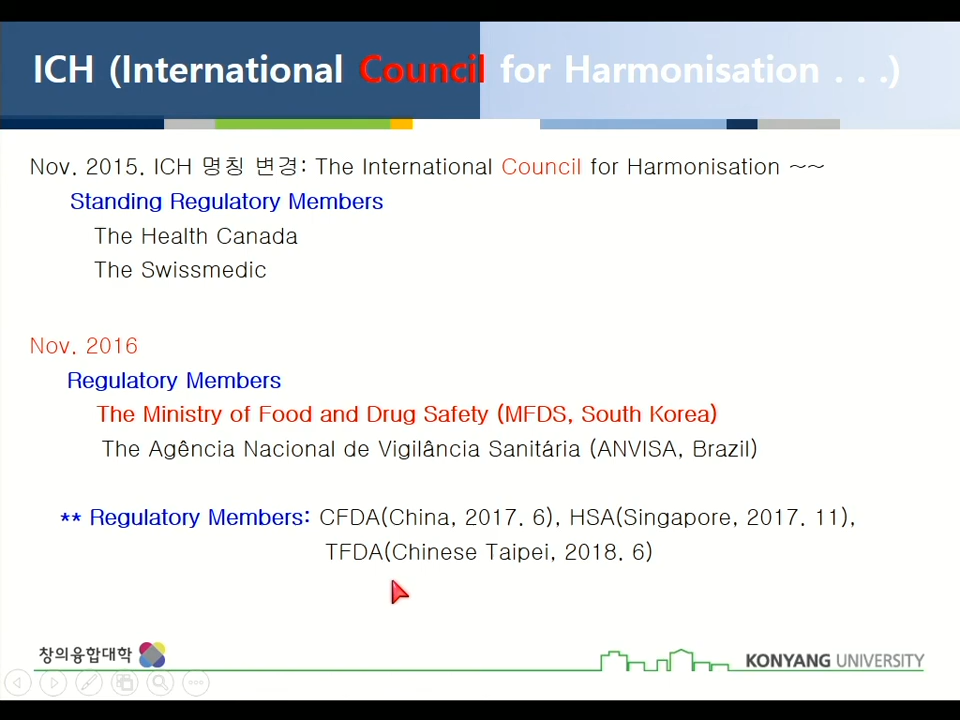 ICH (International Council for Harmonisation . . .)
Nov. 2015. ICH 명칭 변경: The International Council for Harmonisation ~~
Standing Regulatory Members
The Health Canada
The Swissmedic
Nov. 2016
Regulatory Members
The Ministry of Food and Drug Safety (MFDS, South Korea)
The Agência Nacional de Vigilância Sanitária (ANVISA, Brazil)
** Regulatory Members: CFDA(China, 2017. 6), HSA(Singapore, 2017. 11),
TFDA(Chinese Taipei, 2018. 6)
창의융합대학
KONYANG UNIVERSITY